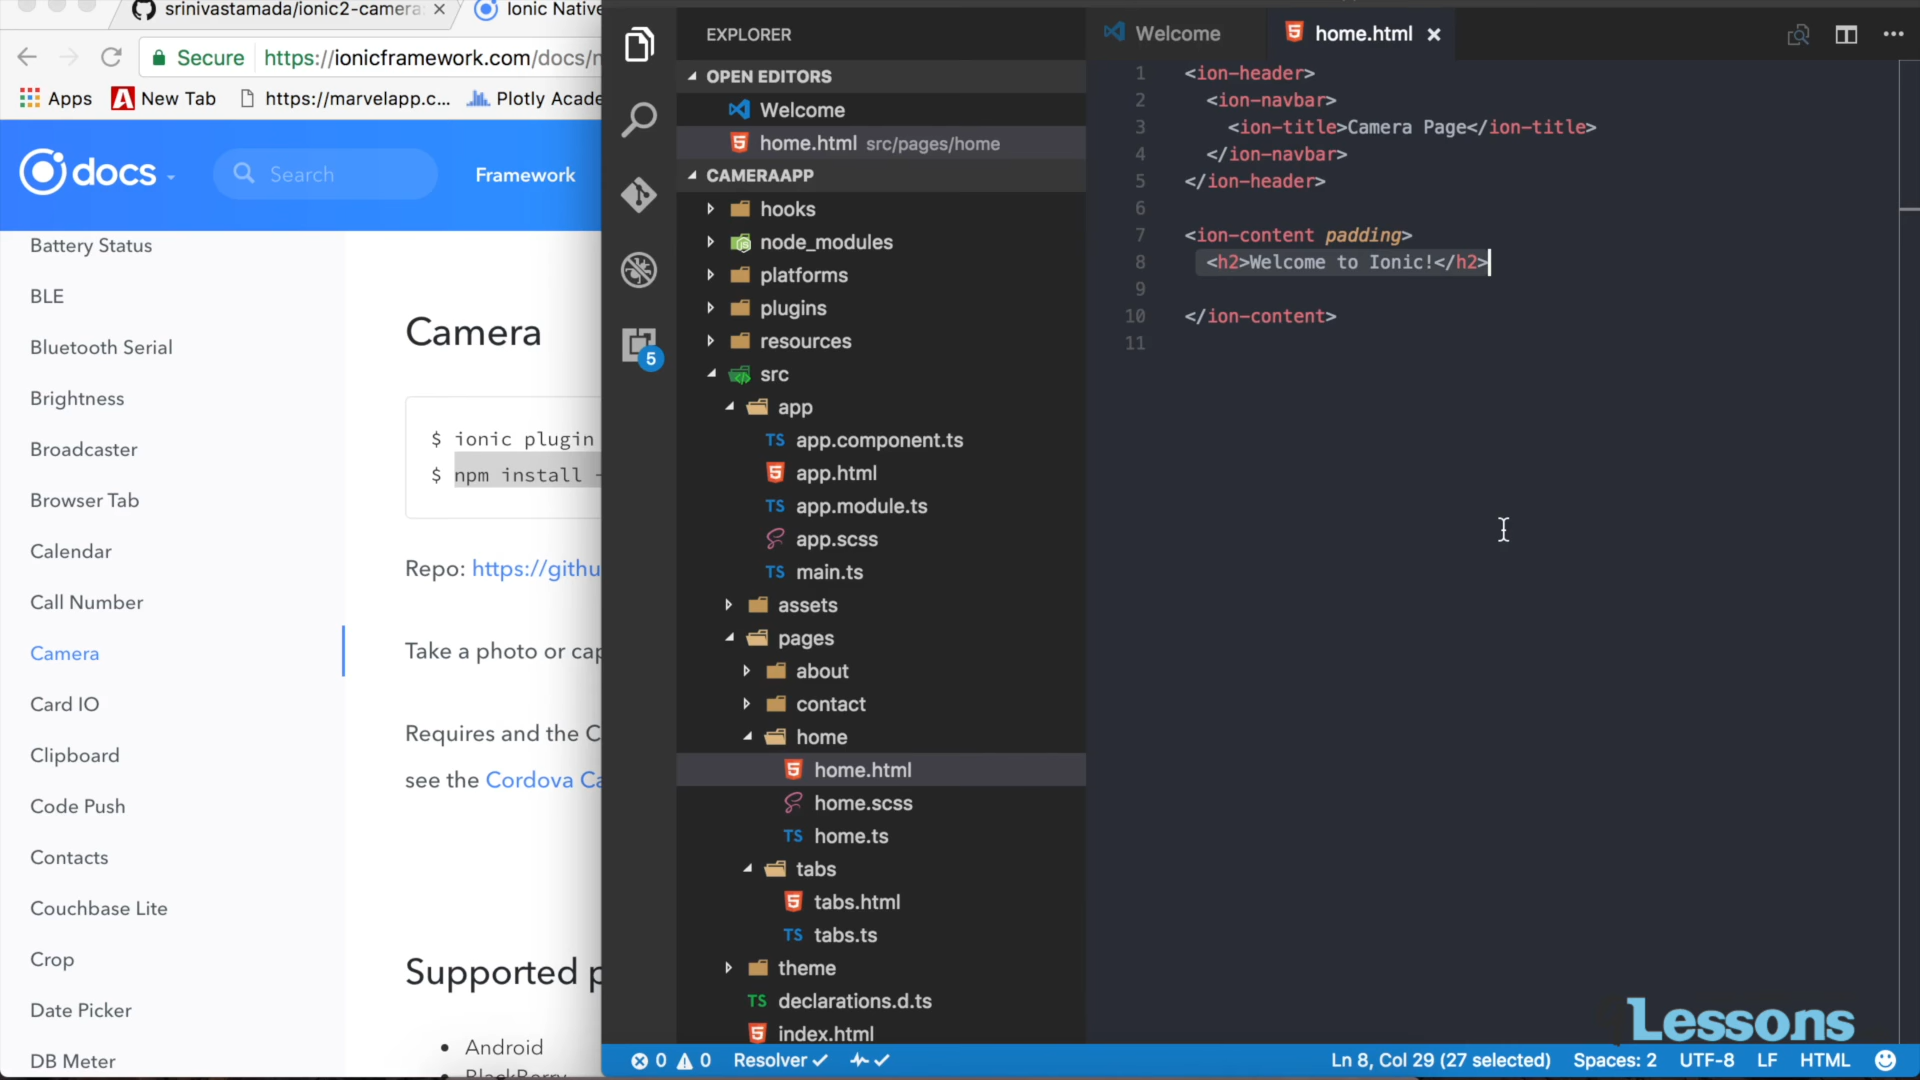 srinivastamada/ionic2-camera
Ionic Native
Secure
https://ionicframework.com/docs/n
Apps
New Tab
https://marvelapp.c...
Plotly Acade
docs
Search
Framework
Battery Status
BLE
Bluetooth Serial
Brightness
Broadcaster
Browser Tab
Calendar
Call Number
Camera
Card IO
Clipboard
Code Push
Contacts
Couchbase Lite
Crop
Date Picker
DB Meter
Camera
$ ionic plugin
$ npm install -
Repo: https://githu
Take a photo or cap
Requires and the C
see the Cordova Ca
Supported p
Android
BlackBerry
EXPLORER
OPEN EDITORS
Welcome
home.html src/pages/home
CAMERAAPP
hooks
node_modules
platforms
plugins
resources
src
app
app.component.ts
app.html
app.module.ts
app.scss
main.ts
assets
pages
about
contact
home
home.html
home.scss
home.ts
tabs
tabs.html
tabs.ts
theme
declarations.d.ts
index.html
5
Welcome
home.html
1 <ion-header>
2 <ion-navbar>
3 <ion-title>Camera Page</ion-title>
4 </ion-navbar>
5 </ion-header>
6
7 <ion-content padding>
8 <h2>Welcome to Ionic!</h2>
9
10 </ion-content>
11
Lessons
0 0 Resolver
Ln 8, Col 29 (27 selected) Spaces: 2 UTF-8 LF HTML